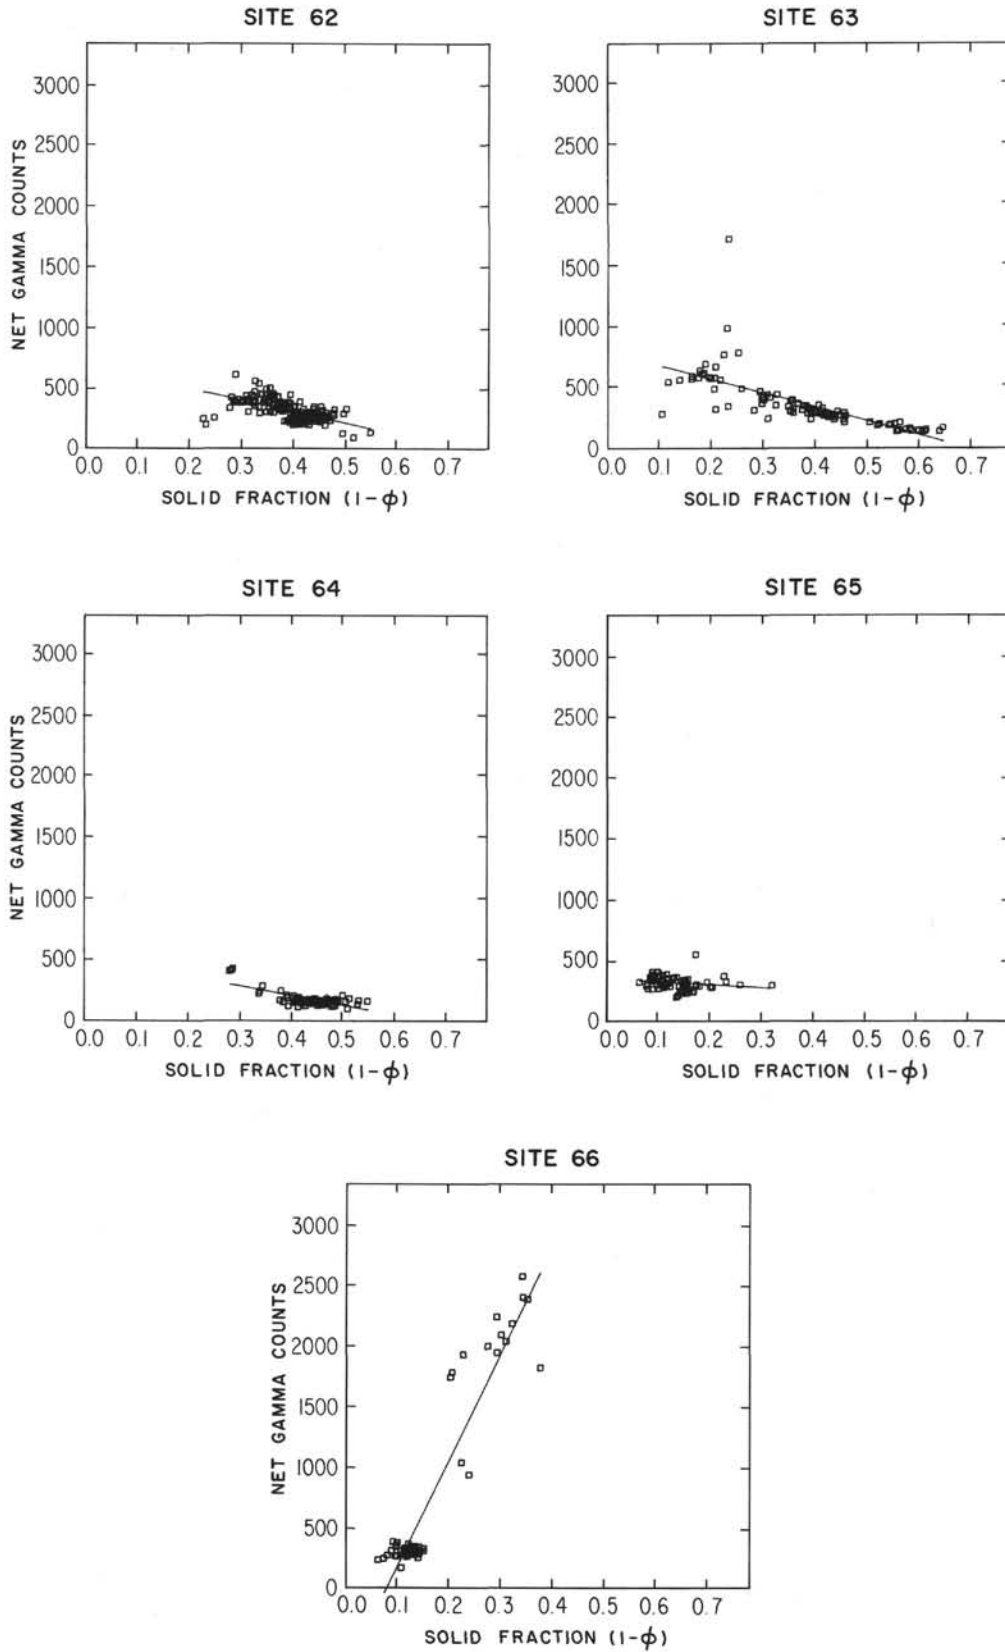 SITE 62
3000
2500
2000
1500
1000
500
0
NET GAMMA COUNTS
0.0 0.1 0.2 0.3 0.4 0.5 0.6 0.7
SOLID FRACTION (1-ϕ)
SITE 63
3000
2500
2000
1500
1000
500
0
0.1 0.2 0.3 0.4 0.5 0.6 0.7
SOLID FRACTION (1-ϕ)
SITE 64
3000
2500
2000
1500
1000
500
0
NET GAMMA COUNTS
0.0 0.1 0.2 0.3 0.4 0.5 0.6 0.7
SOLID FRACTION (1-ϕ)
SITE 65
3000
2500
2000
1500
1000
500
0
0.0 0.1 0.2 0.3 0.4 0.5 0.6 0.7
SOLID FRACTION (1-ϕ)
SITE 66
3000
2500
2000
1500
1000
500
0
NET GAMMA COUNTS
0.0 0.1 0.2 0.3 0.4 0.5 0.6 0.7
SOLID FRACTION (1-ϕ)